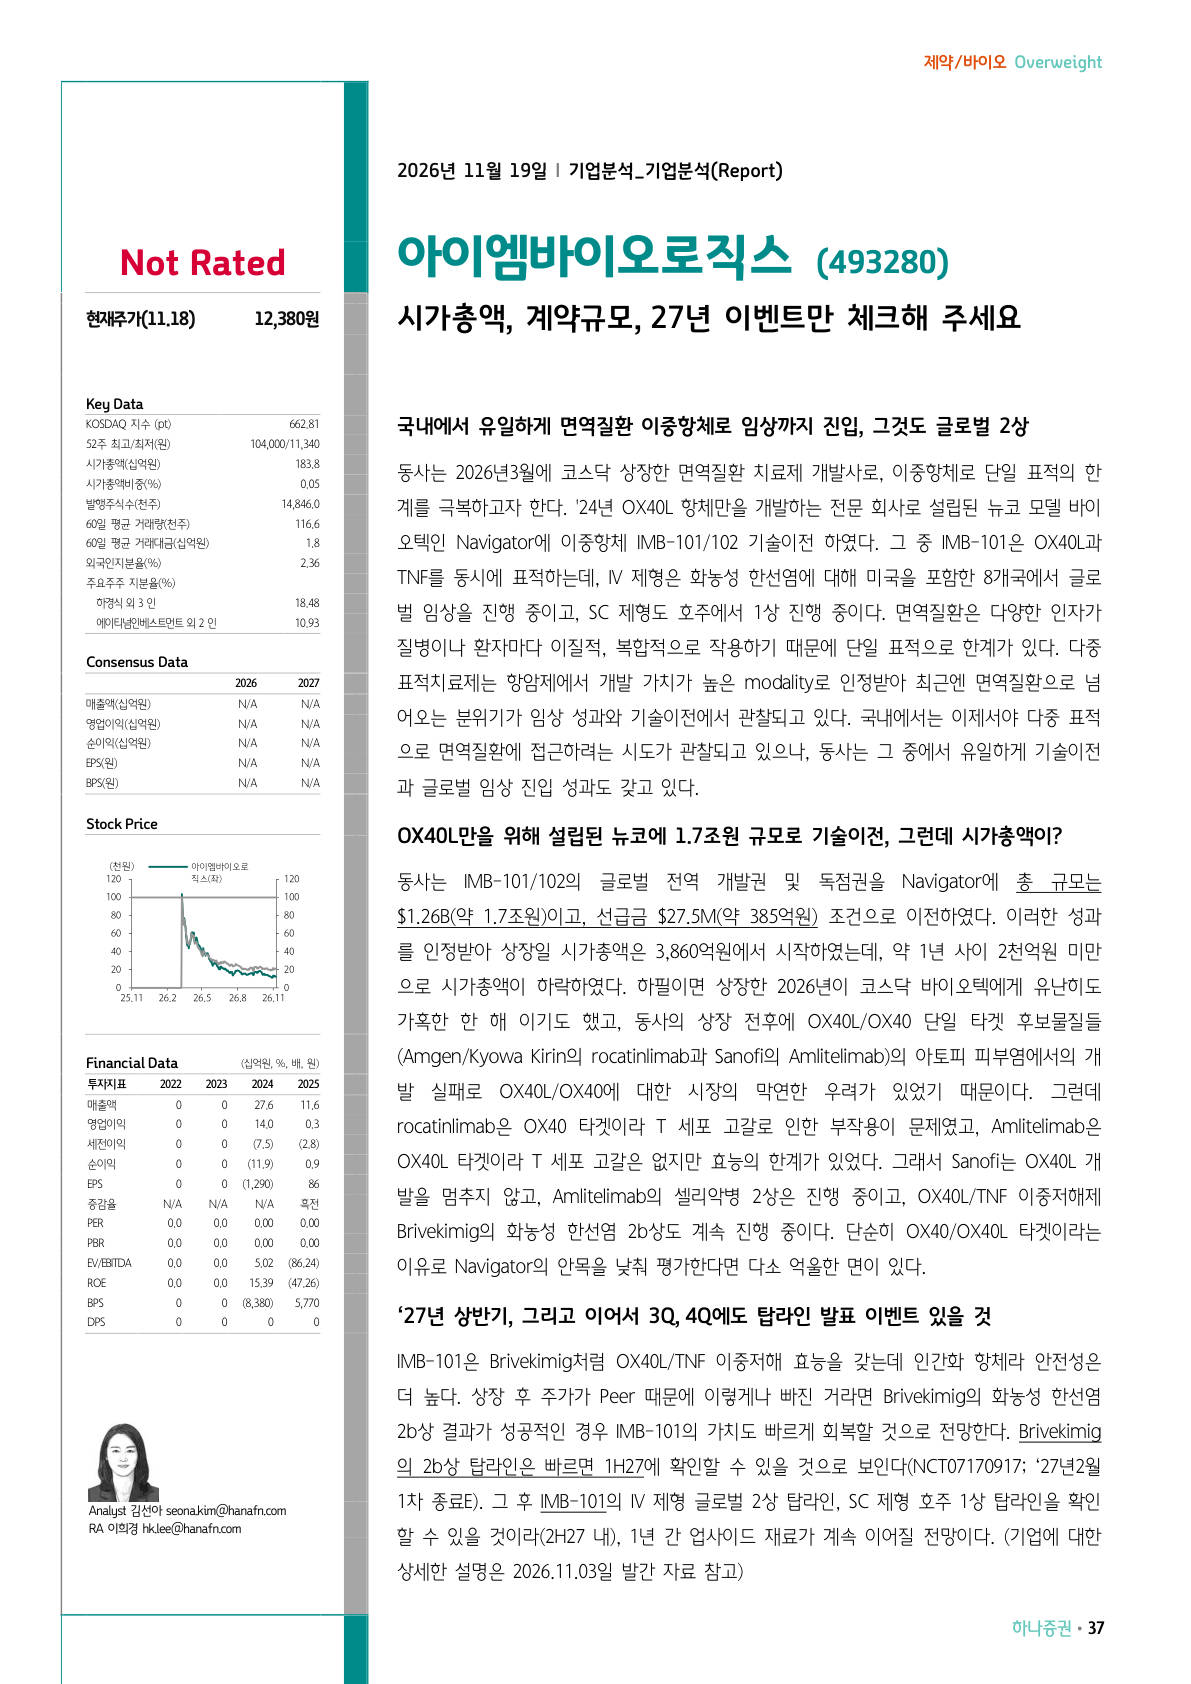 제약/바이오 Overweight
2026년 11월 19일 | 기업분석_기업분석(Report)
아이엠바이오로직스 (493280)
시가총액, 계약규모, 27년 이벤트만 체크해 주세요
Not Rated
현재주가(11.18) 12,380원
Key Data
KOSDAQ 지수 (pt) 662.81
52주 최고/최저(원) 104,000/11,340
시가총액(십억원) 183.8
시가총액비중(%) 0.05
발행주식수(천주) 14,846.0
60일 평균 거래량(천주) 116.6
60일 평균 거래대금(십억원) 1.8
외국인지분율(%) 2.36
주요주주 지분율(%)
하경식 외 3 인 18.48
에이티넘인베스트먼트 외 2 인 10.93
Consensus Data
2026 2027
매출액(십억원) N/A N/A
영업이익(십억원) N/A N/A
순이익(십억원) N/A N/A
EPS(원) N/A N/A
BPS(원) N/A N/A
Stock Price
(천원) 아이엠바이오로
직스(좌)
120 120
100 100
80 80
60 60
40 40
20 20
0 0
25.11 26.2 26.5 26.8 26.11
Financial Data (십억원, %, 배, 원)
투자지표 2022 2023 2024 2025
매출액 0 0 27.6 11.6
영업이익 0 0 14.0 0.3
세전이익 0 0 (7.5) (2.8)
순이익 0 0 (11.9) 0.9
EPS 0 0 (1,290) 86
증감율 N/A N/A N/A 흑전
PER 0.0 0.0 0.00 0.00
PBR 0.0 0.0 0.00 0.00
EV/EBITDA 0.0 0.0 5.02 (86.24)
ROE 0.0 0.0 15.39 (47.26)
BPS 0 0 (8,380) 5,770
DPS 0 0 0 0
Analyst 김선아 seona.kim@hanafn.com
RA 이희경 hk.lee@hanafn.com
국내에서 유일하게 면역질환 이중항체로 임상까지 진입, 그것도 글로벌 2상
동사는 2026년3월에 코스닥 상장한 면역질환 치료제 개발사로, 이중항체로 단일 표적의 한
계를 극복하고자 한다. '24년 OX40L 항체만을 개발하는 전문 회사로 설립된 뉴코 모델 바이
오텍인 Navigator에 이중항체 IMB-101/102 기술이전 하였다. 그 중 IMB-101은 OX40L과
TNF를 동시에 표적하는데, IV 제형은 화농성 한선염에 대해 미국을 포함한 8개국에서 글로
벌 임상을 진행 중이고, SC 제형도 호주에서 1상 진행 중이다. 면역질환은 다양한 인자가
질병이나 환자마다 이질적, 복합적으로 작용하기 때문에 단일 표적으로 한계가 있다. 다중
표적치료제는 항암제에서 개발 가치가 높은 modality로 인정받아 최근엔 면역질환으로 넘
어오는 분위기가 임상 성과와 기술이전에서 관찰되고 있다. 국내에서는 이제서야 다중 표적
으로 면역질환에 접근하려는 시도가 관찰되고 있으나, 동사는 그 중에서 유일하게 기술이전
과 글로벌 임상 진입 성과도 갖고 있다.
OX40L만을 위해 설립된 뉴코에 1.7조원 규모로 기술이전, 그런데 시가총액이?
동사는 IMB-101/102의 글로벌 전역 개발권 및 독점권을 Navigator에 총 규모는
$1.26B(약 1.7조원)이고, 선급금 $27.5M(약 385억원) 조건으로 이전하였다. 이러한 성과
를 인정받아 상장일 시가총액은 3,860억원에서 시작하였는데, 약 1년 사이 2천억원 미만
으로 시가총액이 하락하였다. 하필이면 상장한 2026년이 코스닥 바이오텍에게 유난히도
가혹한 한 해 이기도 했고, 동사의 상장 전후에 OX40L/OX40 단일 타겟 후보물질들
(Amgen/Kyowa Kirin의 rocatinlimab과 Sanofi의 Amlitelimab)의 아토피 피부염에서의 개
발 실패로 OX40L/OX40에 대한 시장의 막연한 우려가 있었기 때문이다. 그런데
rocatinlimab은 OX40 타겟이라 T 세포 고갈로 인한 부작용이 문제였고, Amlitelimab은
OX40L 타겟이라 T 세포 고갈은 없지만 효능의 한계가 있었다. 그래서 Sanofi는 OX40L 개
발을 멈추지 않고, Amlitelimab의 셀리악병 2상은 진행 중이고, OX40L/TNF 이중저해제
Brivekimig의 화농성 한선염 2b상도 계속 진행 중이다. 단순히 OX40/OX40L 타겟이라는
이유로 Navigator의 안목을 낮춰 평가한다면 다소 억울한 면이 있다.
‘27년 상반기, 그리고 이어서 3Q, 4Q에도 탑라인 발표 이벤트 있을 것
IMB-101은 Brivekimig처럼 OX40L/TNF 이중저해 효능을 갖는데 인간화 항체라 안전성은
더 높다. 상장 후 주가가 Peer 때문에 이렇게나 빠진 거라면 Brivekimig의 화농성 한선염
2b상 결과가 성공적인 경우 IMB-101의 가치도 빠르게 회복할 것으로 전망한다. Brivekimig
의 2b상 탑라인은 빠르면 1H27에 확인할 수 있을 것으로 보인다(NCT07170917; ‘27년2월
1차 종료E). 그 후 IMB-101의 IV 제형 글로벌 2상 탑라인, SC 제형 호주 1상 탑라인을 확인
할 수 있을 것이라(2H27 내), 1년 간 업사이드 재료가 계속 이어질 전망이다. (기업에 대한
상세한 설명은 2026.11.03일 발간 자료 참고)
하나증권 • 37